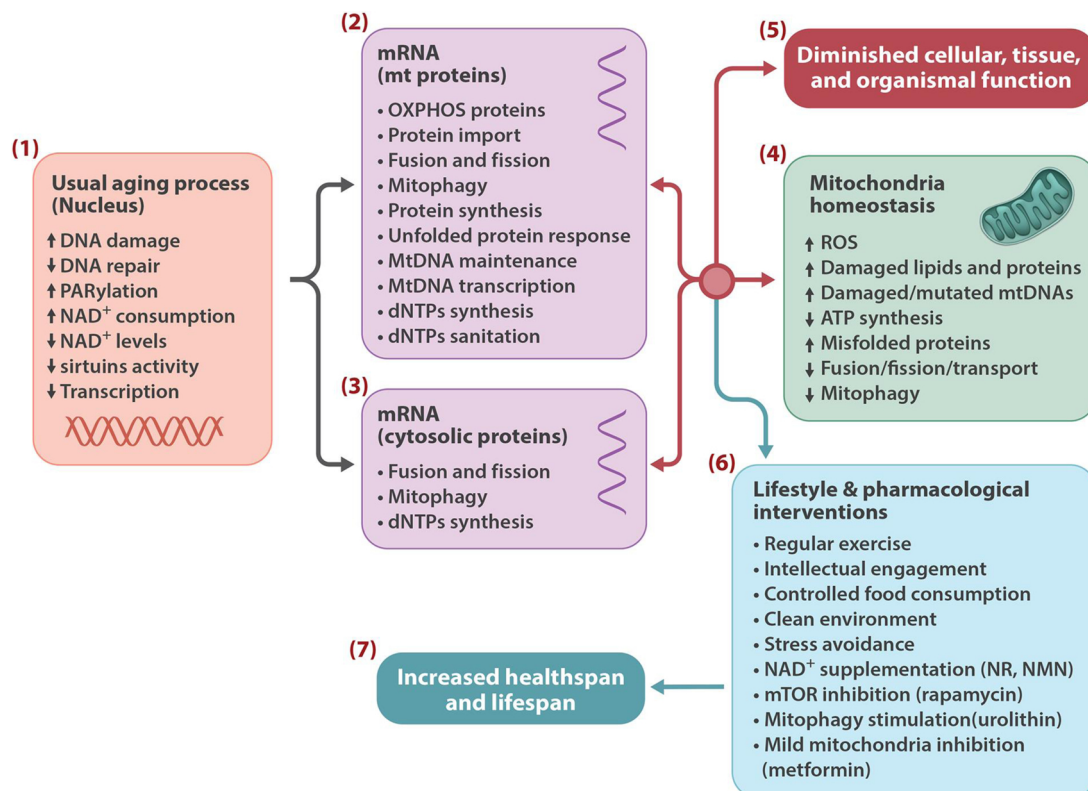 (1)
Usual aging process
(Nucleus)
↑ DNA damage
↓ DNA repair
↑ PARylation
↑ NAD⁺ consumption
↓ NAD⁺ levels
↓ sirtuins activity
↓ Transcription
(2)
mRNA
(mt proteins)
• OXPHOS proteins
• Protein import
• Fusion and fission
• Mitophagy
• Protein synthesis
• Unfolded protein response
• MtDNA maintenance
• MtDNA transcription
• dNTPs synthesis
• dNTPs sanitation
(3)
mRNA
(cytosolic proteins)
• Fusion and fission
• Mitophagy
• dNTPs synthesis
(5)
Diminished cellular, tissue,
and organismal function
(4)
Mitochondria
homeostasis
↑ ROS
↑ Damaged lipids and proteins
↑ Damaged/mutated mtDNAs
↓ ATP synthesis
↑ Misfolded proteins
↓ Fusion/fission/transport
↓ Mitophagy
(6)
Lifestyle & pharmacological
interventions
• Regular exercise
• Intellectual engagement
• Controlled food consumption
• Clean environment
• Stress avoidance
• NAD⁺ supplementation (NR, NMN)
• mTOR inhibition (rapamycin)
• Mitophagy stimulation(urolithin)
• Mild mitochondria inhibition
(metformin)
(7)
Increased healthspan
and lifespan